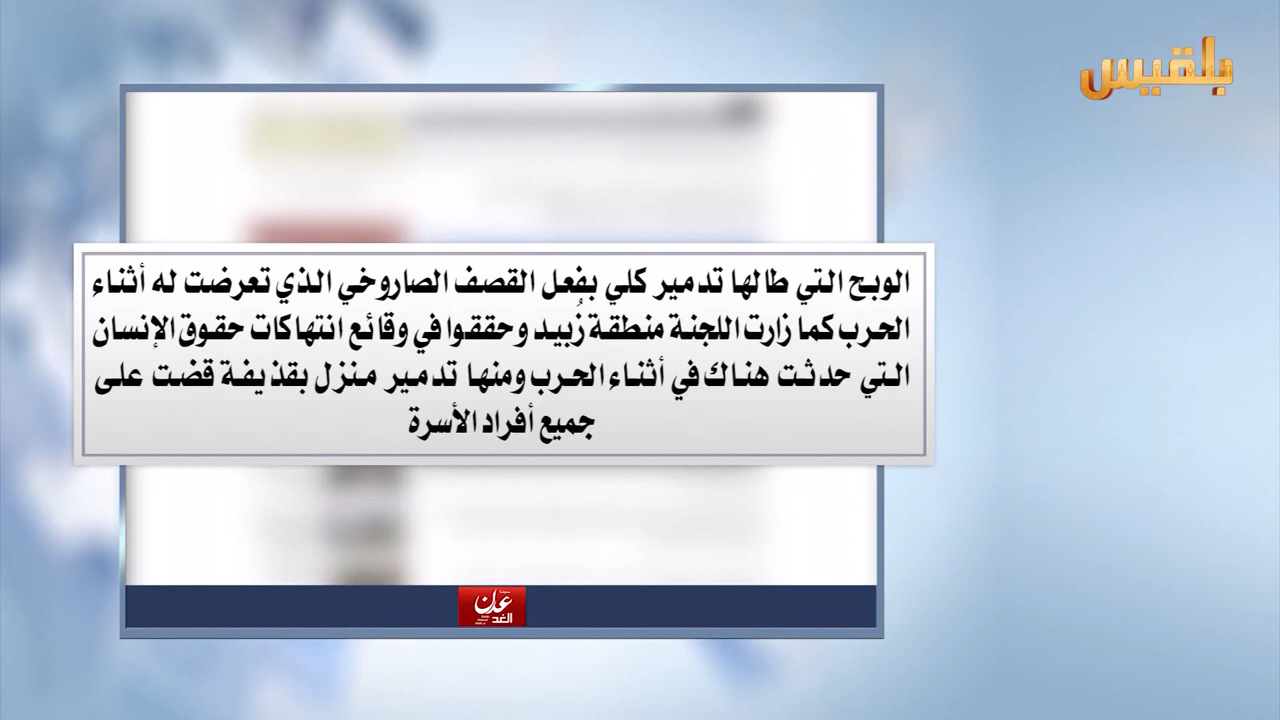 بلقيس
الوبح التي طالها تدمير كلي بفعل القصف الصاروخي الذي تعرضت له أثناء
الحرب كما زارت اللجنة منطقة زُبيد وحققوا في وقائع انتهاكات حقوق الإنسان
التي حدثت هناك في أثناء الحرب ومنها تدمير منزل بقذيفة قضت على
جميع أفراد الأسرة
عدن
الغد